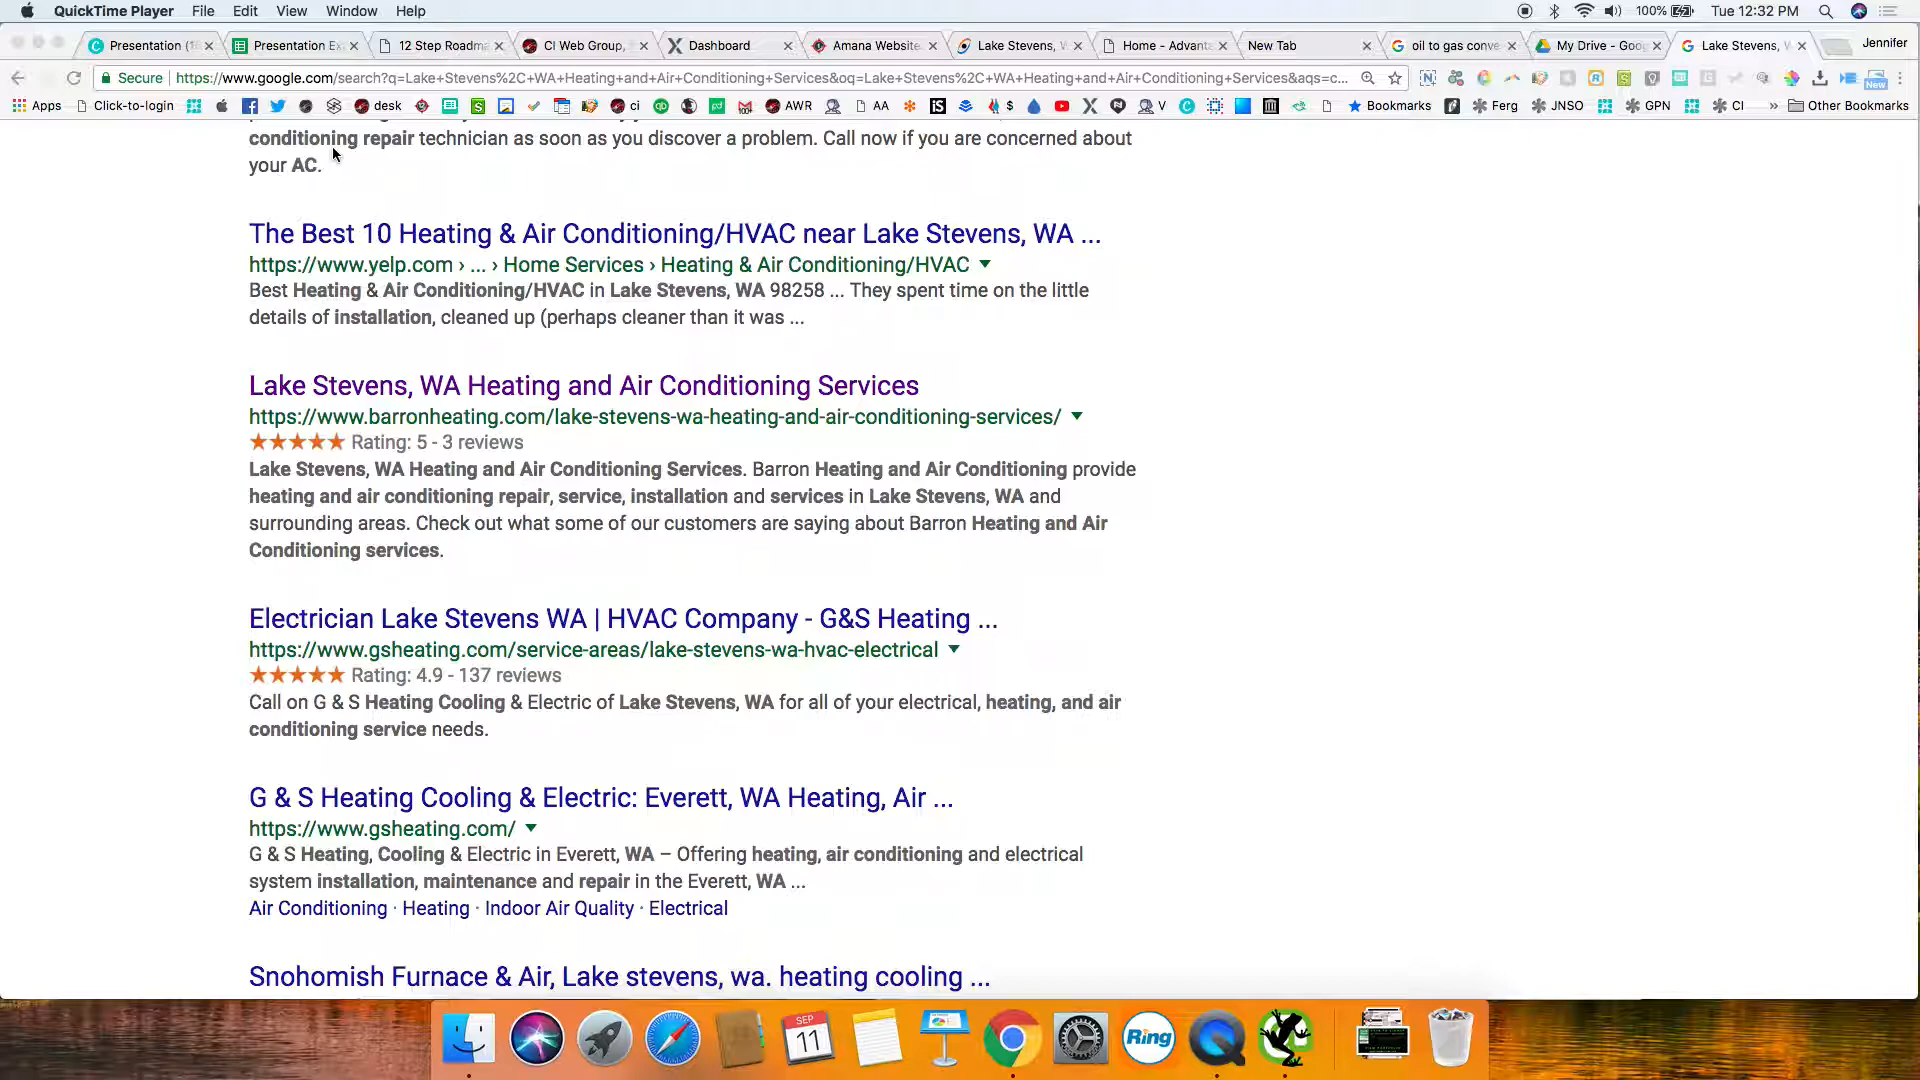 QuickTime Player File Edit View Window Help 100% Tue 12:32 PM
Presentation (1 Presentation Ex 12 Step Roadma CI Web Group, Dashboard Amana Website Lake Stevens, W Home - Advant New Tab oil to gas conve My Drive - Goog Lake Stevens, W Jennifer
Secure https://www.google.com/search?q=Lake+Stevens%2C+WA+Heating+and+Air+Conditioning+Services&oq=Lake+Stevens%2C+WA+Heating+and+Air+Conditioning+Services&aqs=c... New
Apps Click-to-login desk ci AWR AA $ V Bookmarks Ferg JNSO GPN CI » Other Bookmarks
conditioning repair technician as soon as you discover a problem. Call now if you are concerned about
your AC.
The Best 10 Heating & Air Conditioning/HVAC near Lake Stevens, WA ...
https://www.yelp.com › ... › Home Services › Heating & Air Conditioning/HVAC
Best Heating & Air Conditioning/HVAC in Lake Stevens, WA 98258 ... They spent time on the little
details of installation, cleaned up (perhaps cleaner than it was ...
Lake Stevens, WA Heating and Air Conditioning Services
https://www.barronheating.com/lake-stevens-wa-heating-and-air-conditioning-services/
Rating: 5 - 3 reviews
Lake Stevens, WA Heating and Air Conditioning Services. Barron Heating and Air Conditioning provide
heating and air conditioning repair, service, installation and services in Lake Stevens, WA and
surrounding areas. Check out what some of our customers are saying about Barron Heating and Air
Conditioning services.
Electrician Lake Stevens WA | HVAC Company - G&S Heating ...
https://www.gsheating.com/service-areas/lake-stevens-wa-hvac-electrical
Rating: 4.9 - 137 reviews
Call on G & S Heating Cooling & Electric of Lake Stevens, WA for all of your electrical, heating, and air
conditioning service needs.
G & S Heating Cooling & Electric: Everett, WA Heating, Air ...
https://www.gsheating.com/
G & S Heating, Cooling & Electric in Everett, WA – Offering heating, air conditioning and electrical
system installation, maintenance and repair in the Everett, WA ...
Air Conditioning · Heating · Indoor Air Quality · Electrical
Snohomish Furnace & Air, Lake stevens, wa. heating cooling ...
SEP
11
Ring